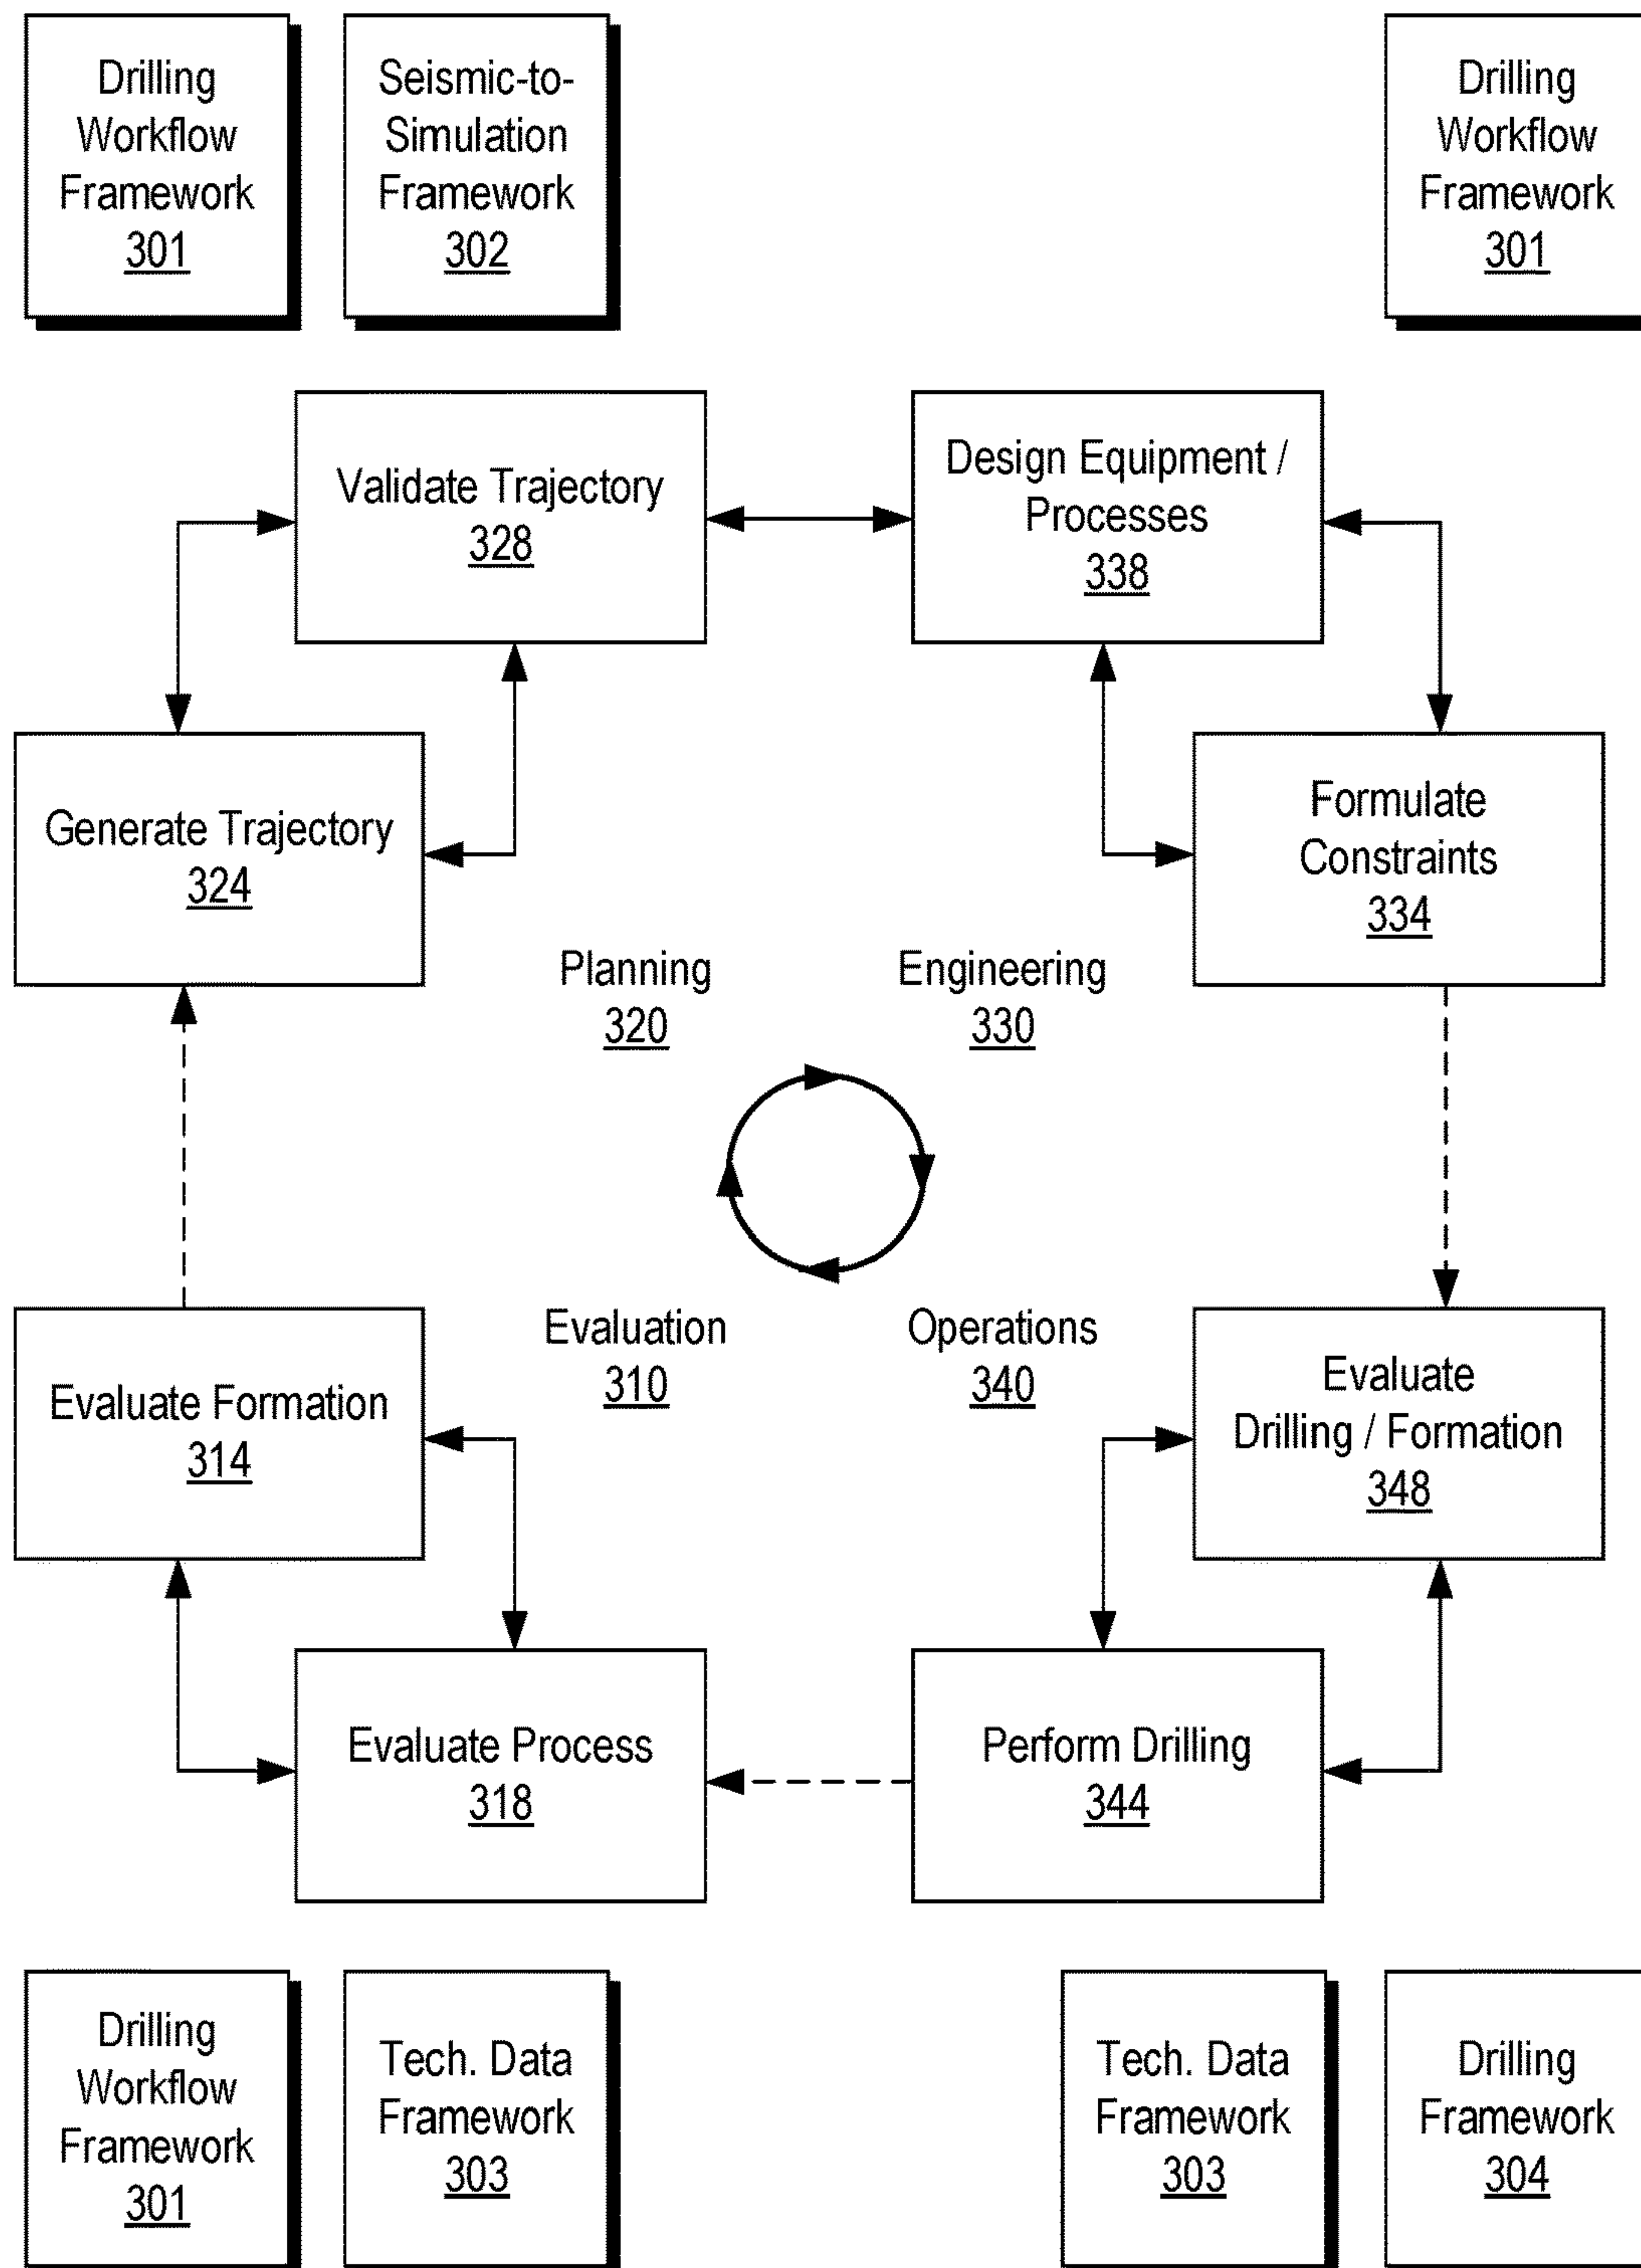 Drilling
Workflow
Framework
301
Seismic-to-
Simulation
Framework
302
Drilling
Workflow
Framework
301
Validate Trajectory
328
Design Equipment /
Processes
338
Generate Trajectory
324
Formulate
Constraints
334
Planning
320
Engineering
330
Evaluation
310
Operations
340
Evaluate Formation
314
Evaluate
Drilling / Formation
348
Evaluate Process
318
Perform Drilling
344
Drilling
Workflow
Framework
301
Tech. Data
Framework
303
Tech. Data
Framework
303
Drilling
Framework
304